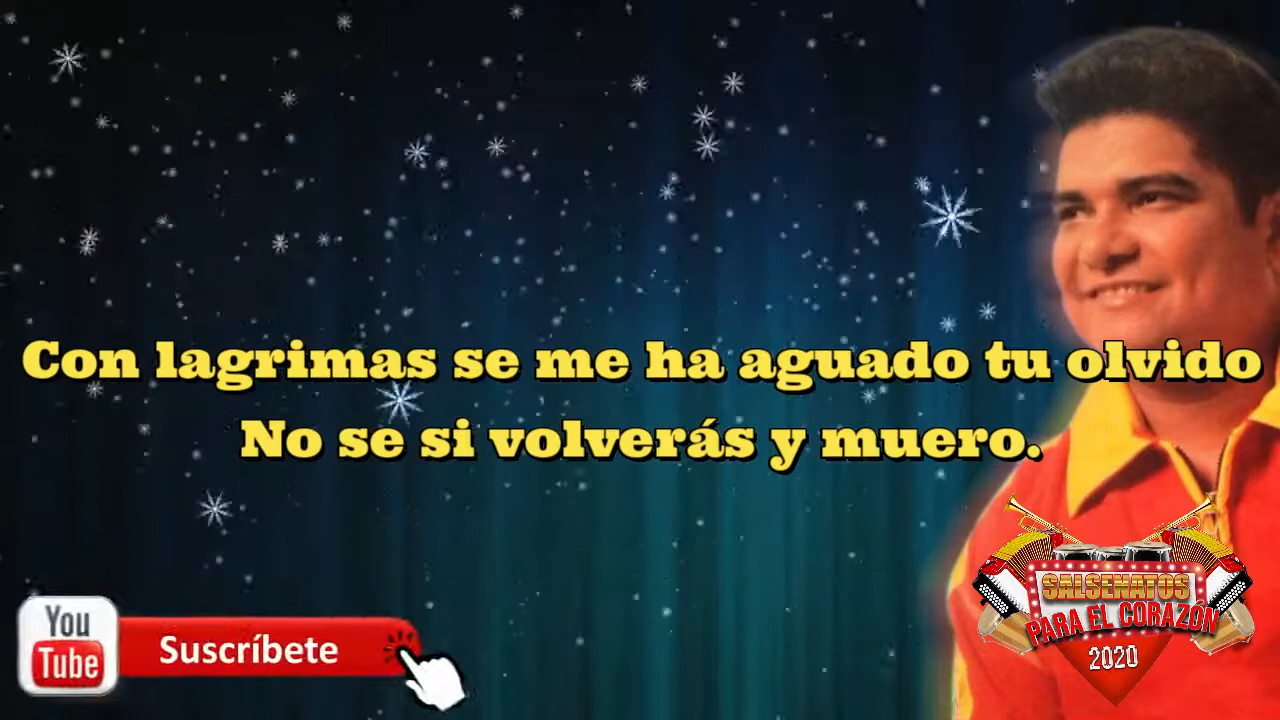 Con lagrimas se me ha aguado tu olvido
No se si volverás y muero.
You
Tube
Suscríbete
SALSENATOS
PARA EL CORAZÓN
2020